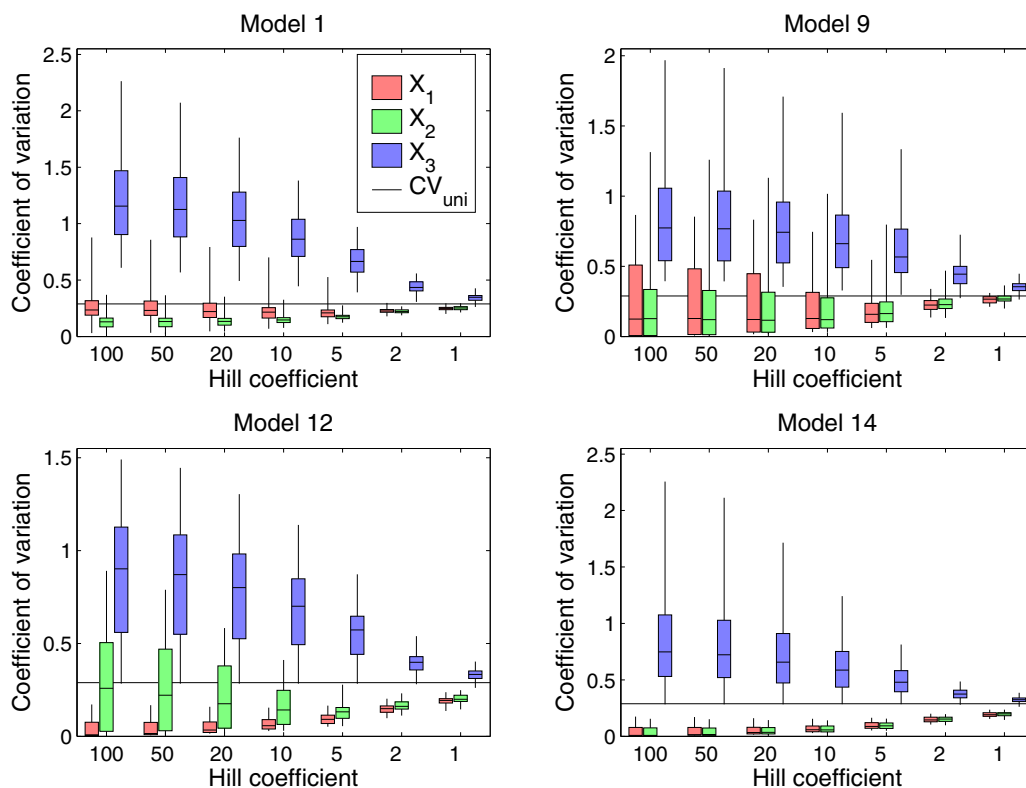 Model 1
Coefficient of variation
2.5
2
1.5
1
0.5
0
X1
X2
X3
CVuni
100 50 20 10 5 2 1
Hill coefficient
Model 9
Coefficient of variation
2
1.5
1
0.5
0
100 50 20 10 5 2 1
Hill coefficient
Model 12
Coefficient of variation
1.5
1
0.5
0
100 50 20 10 5 2 1
Hill coefficient
Model 14
Coefficient of variation
2.5
2
1.5
1
0.5
0
100 50 20 10 5 2 1
Hill coefficient